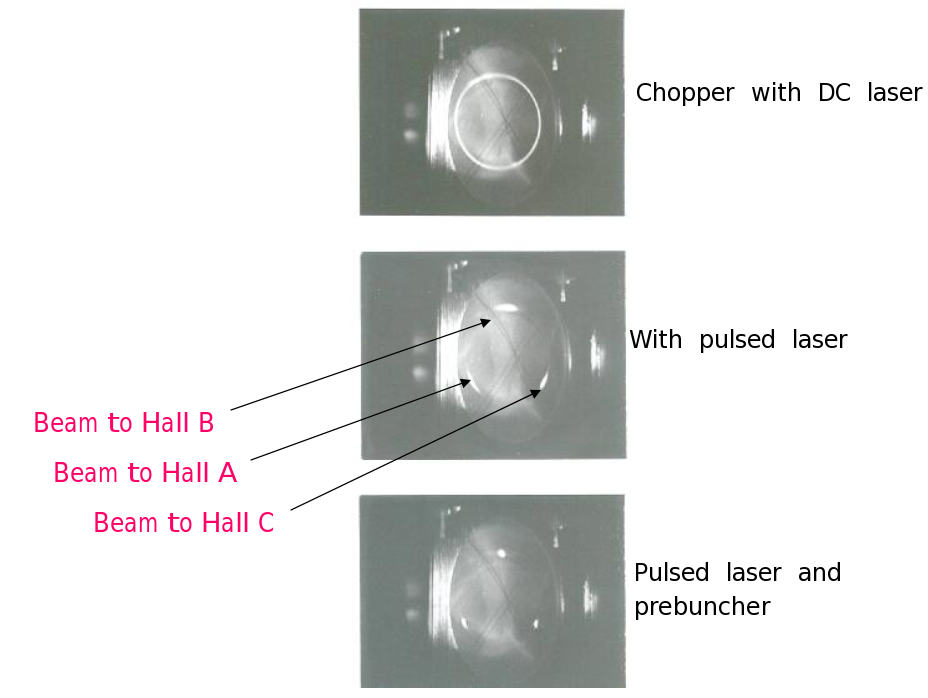 Chopper with DC laser
With pulsed laser
Beam to Hall B
Beam to Hall A
Beam to Hall C
Pulsed laser and
prebuncher